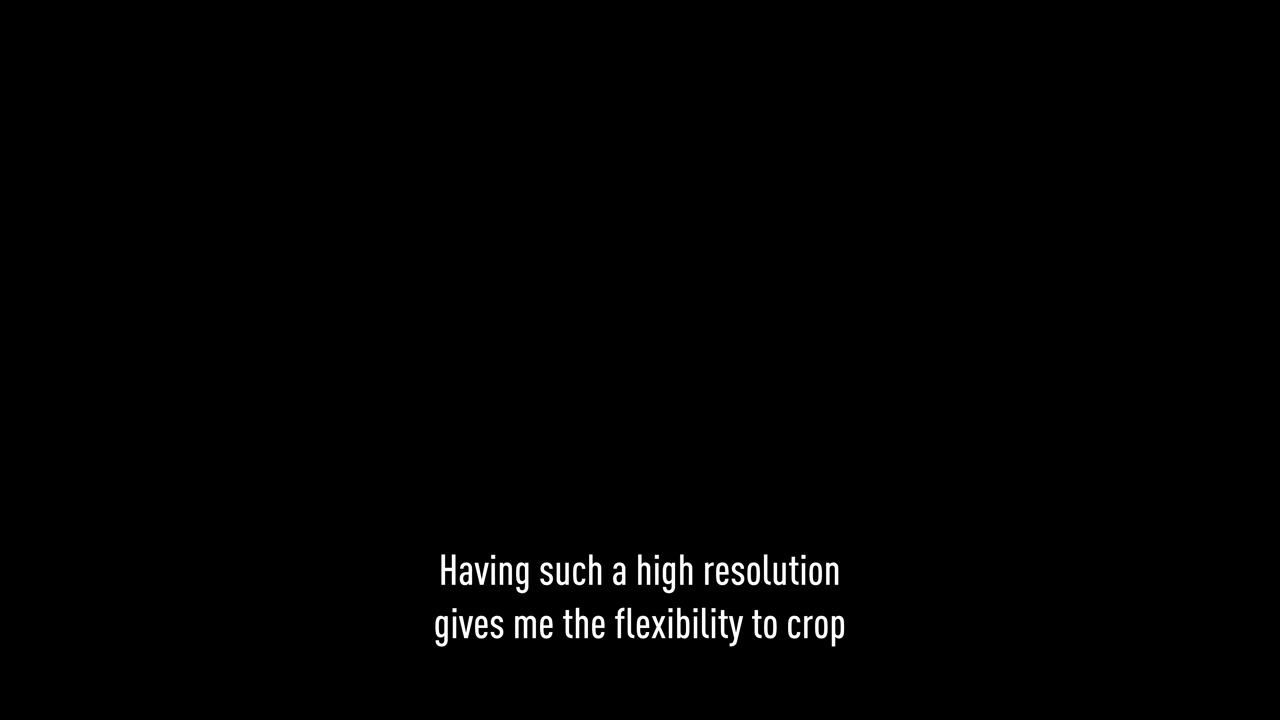 Having such a high resolution
gives me the flexibility to crop